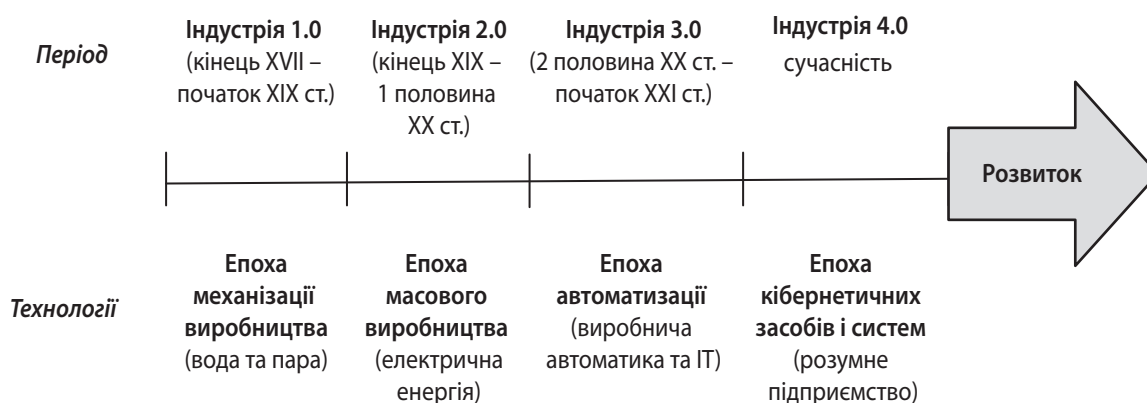 Період
Індустрія 1.0
(кінець XVII –
початок XIX ст.)
Індустрія 2.0
(кінець XIX –
1 половина
XX ст.)
Індустрія 3.0
(2 половина XX ст. –
початок XXI ст.)
Індустрія 4.0
сучасність
Розвиток
Технології
Епоха
механізації
виробництва
(вода та пара)
Епоха
масового
виробництва
(електрична
енергія)
Епоха
автоматизації
(виробнича
автоматика та ІТ)
Епоха
кібернетичних
засобів і систем
(розумне
підприємство)